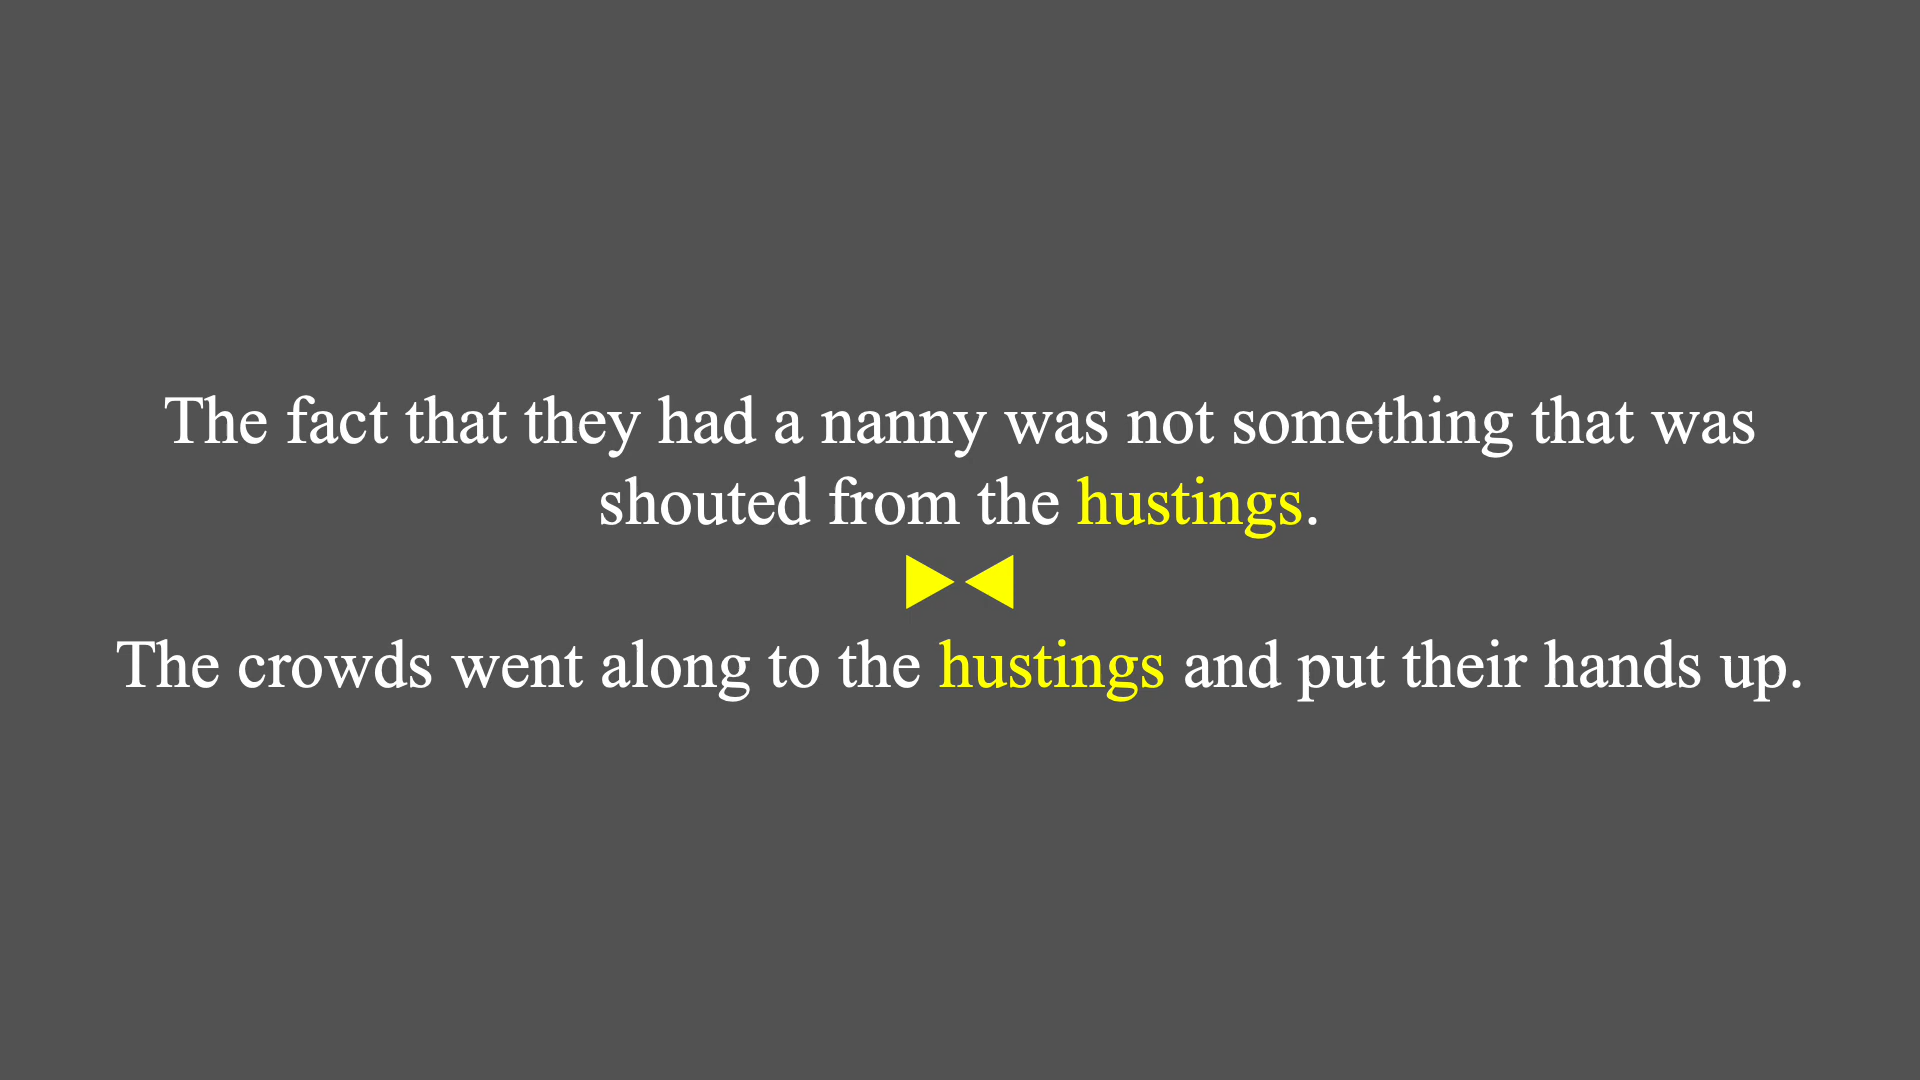 The fact that they had a nanny was not something that was
shouted from the hustings.
The crowds went along to the hustings and put their hands up.